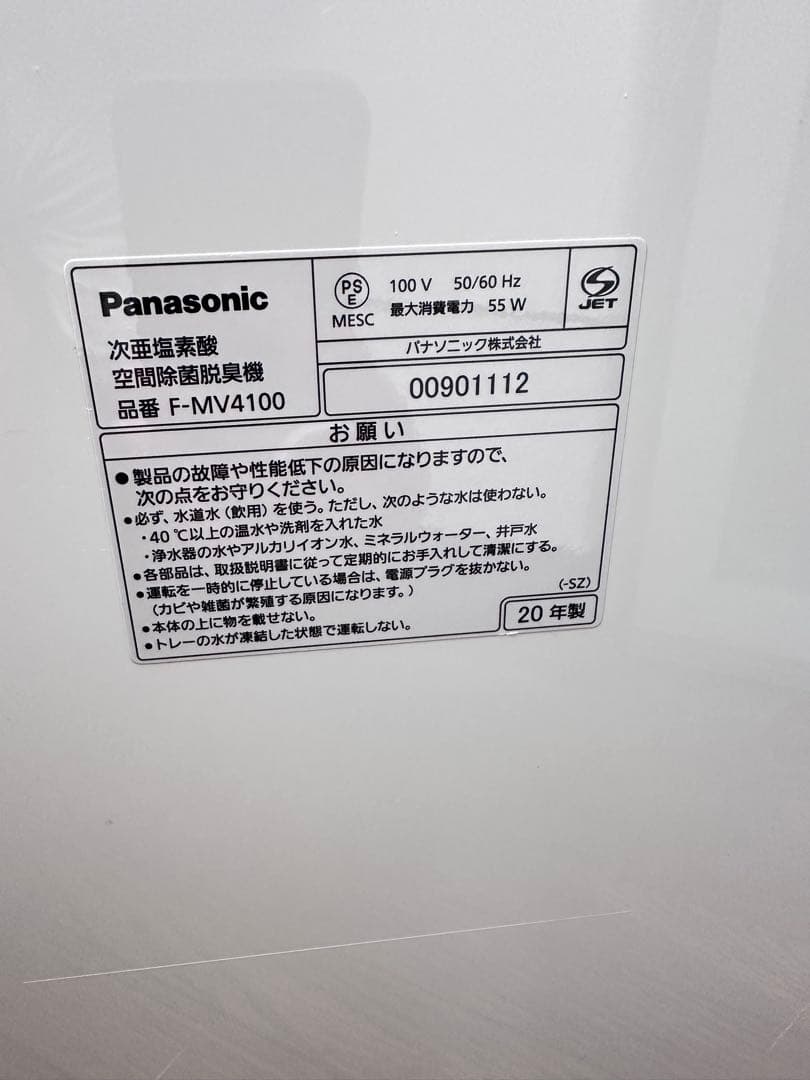 Panasonic
次亜塩素酸
空間除菌脱臭機
品番 F-MV4100
PS
E
MESC
100 V 50/60 Hz
最大消費電力 55 W
JET
パナソニック株式会社
00901112
お願い
●製品の故障や性能低下の原因になりますので、
次の点をお守りください。
●必ず、水道水（飲用）を使う。ただし、次のような水は使わない。
・40 ℃以上の温水や洗剤を入れた水
・浄水器の水やアルカリイオン水、ミネラルウォーター、井戸水
●各部品は、取扱説明書に従って定期的にお手入れして清潔にする。
●運転を一時的に停止している場合は、電源プラグを抜かない。
（カビや雑菌が繁殖する原因になります。）
●本体の上に物を載せない。
●トレーの水が凍結した状態で運転しない。
(-SZ)
20 年製